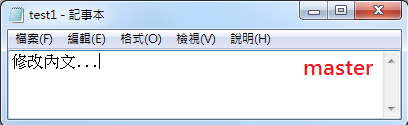 test1 - 記事本
檔案(F) 編輯(E) 格式(O) 檢視(V) 說明(H)
修改內文...
master